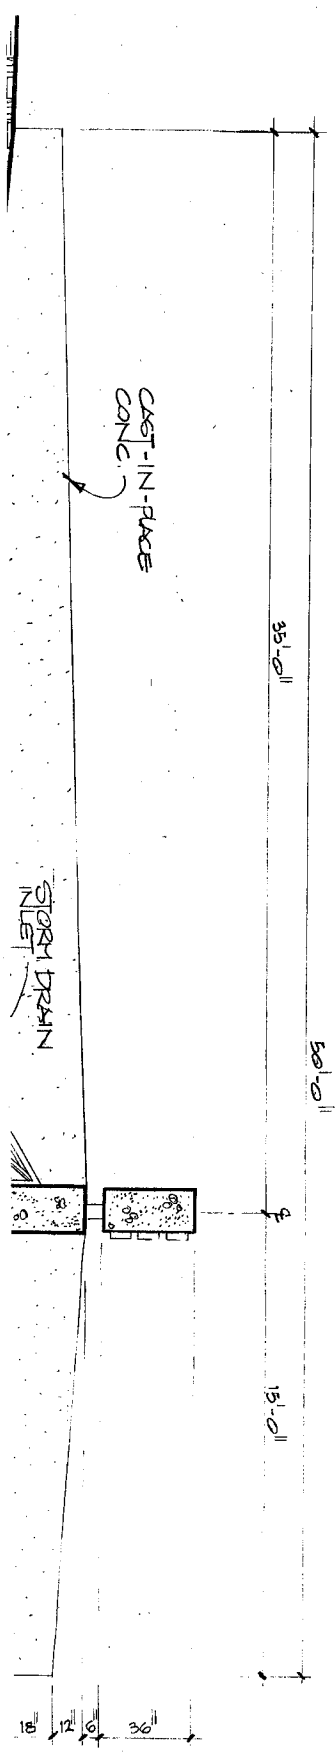 50'-0"
35'-0"
15'-0"
CAST-IN-PLACE
CONC.
STORM DRAIN
INLET
℄
18"
12"
6"
36"